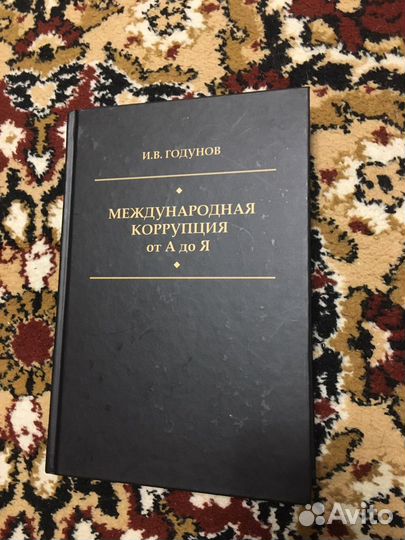 И.В. ГОДУНОВ
МЕЖДУНАРОДНАЯ
КОРРУПЦИЯ
от А до Я
Avito